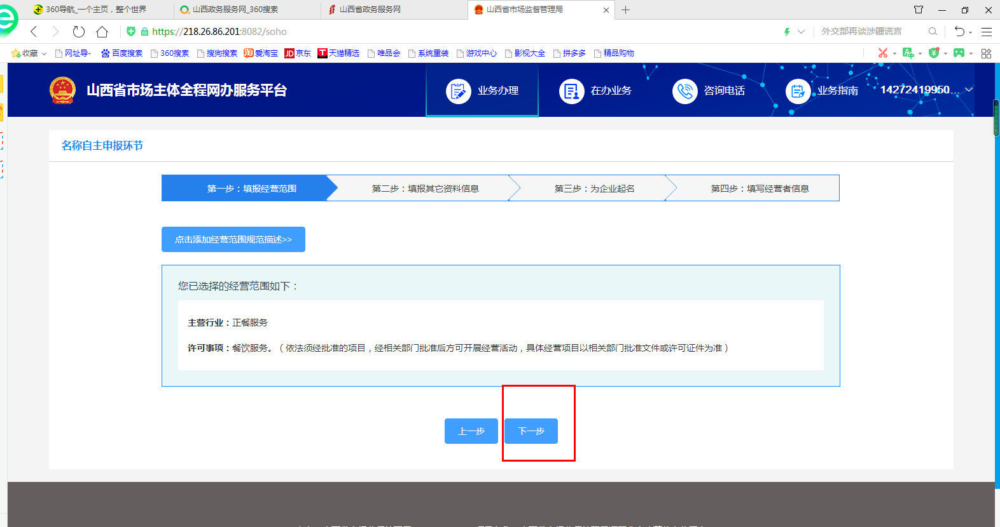 360导航_一个主页，整个世界
山西政务服务网_360搜索
山西省政务服务网
山西省市场监督管理局
https://218.26.86.201:8082/soho
外交部再谈涉疆谎言
收藏 网址导- 百度搜索 360搜索 搜狗搜索 爱淘宝 京东 天猫精选 唯品会 系统重装 游戏中心 影视大全 拼多多 精品购物
山西省市场主体全程网办服务平台
业务办理 在办业务 咨询电话 业务指南 14272419950...
名称自主申报环节
第一步：填报经营范围 第二步：填报其它资料信息 第三步：为企业起名 第四步：填写经营者信息
点击添加经营范围规范描述>>
您已选择的经营范围如下：
主营行业：正餐服务
许可事项：餐饮服务。（依法须经批准的项目，经相关部门批准后方可开展经营活动，具体经营项目以相关部门批准文件或许可证件为准）
上一步 下一步